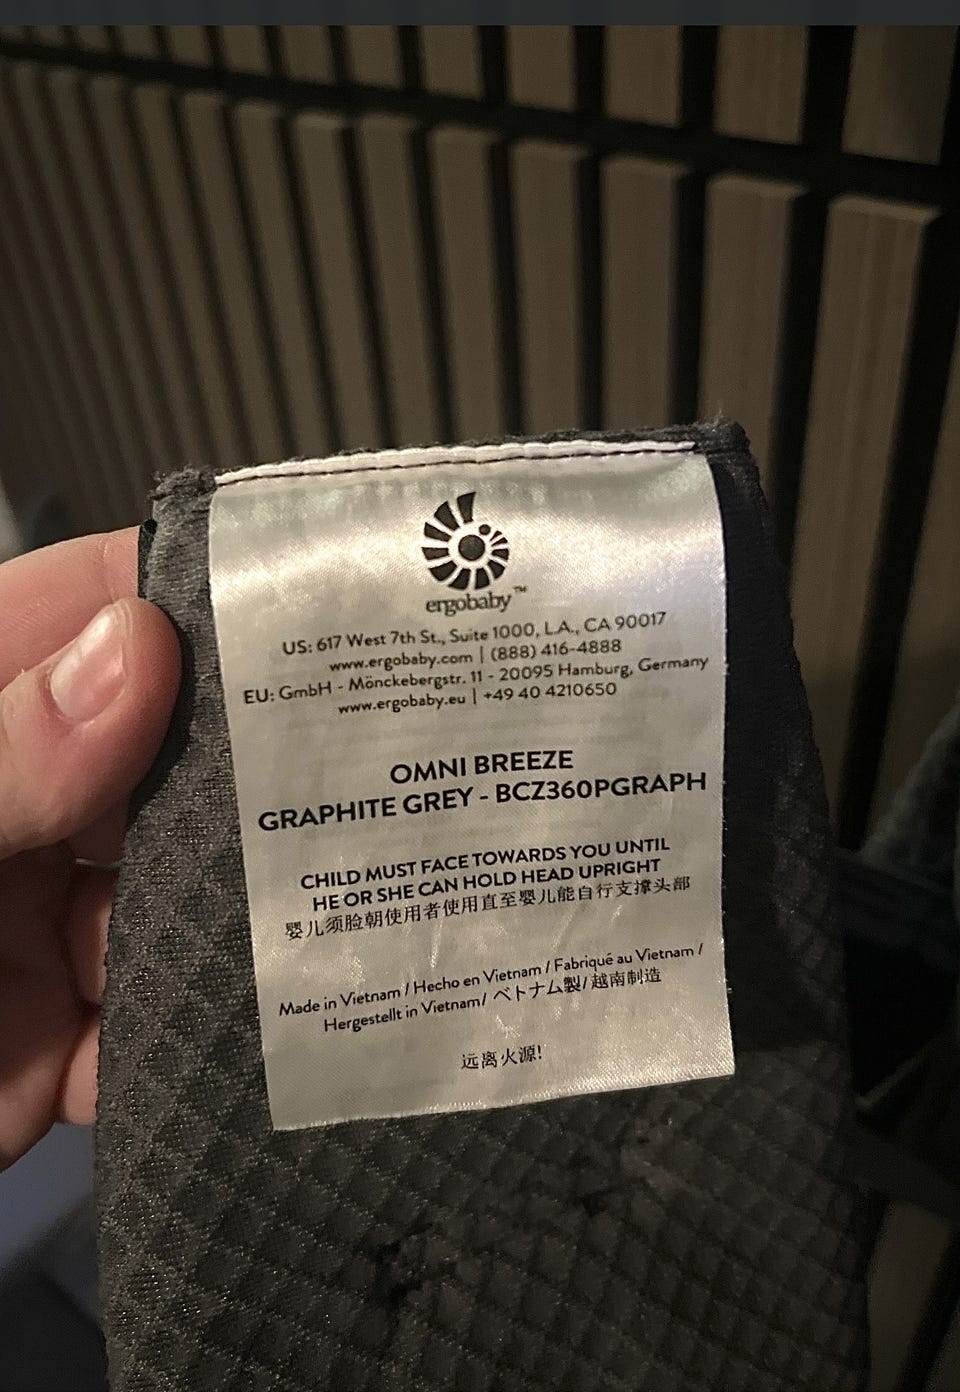 ergobaby™
US: 617 West 7th St., Suite 1000, L.A., CA 90017
www.ergobaby.com | (888) 416-4888
EU: GmbH - Mönckebergstr. 11 - 20095 Hamburg, Germany
www.ergobaby.eu | +49 40 4210650
OMNI BREEZE
GRAPHITE GREY - BCZ360PGRAPH
CHILD MUST FACE TOWARDS YOU UNTIL
HE OR SHE CAN HOLD HEAD UPRIGHT
婴儿须脸朝使用者使用直至婴儿能自行支撑头部
Made in Vietnam / Hecho en Vietnam / Fabriqué au Vietnam /
Hergestellt in Vietnam/ ベトナム製/ 越南制造
远离火源!